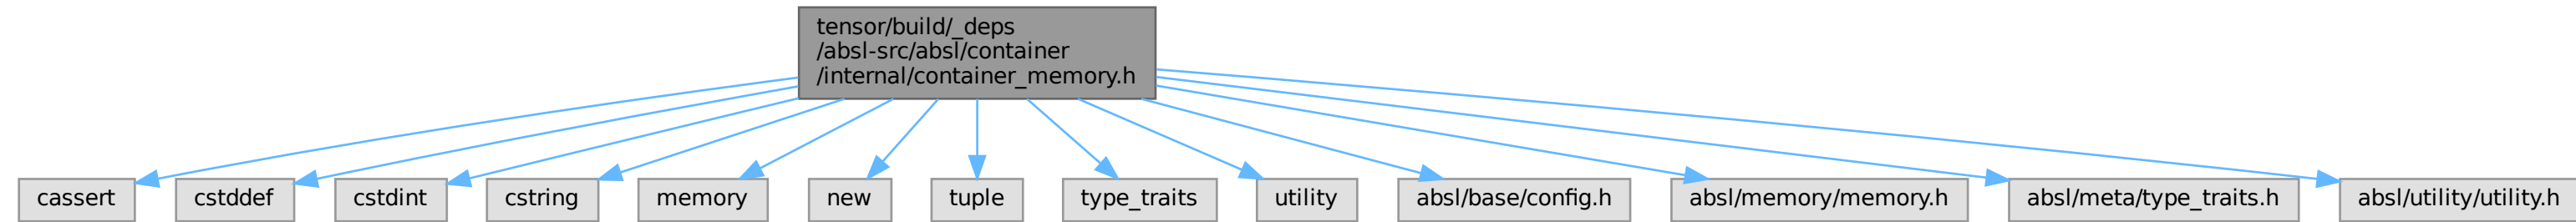 tensor/build/_deps
/absl-src/absl/container
/internal/container_memory.h
cassert
cstddef
cstdint
cstring
memory
new
tuple
type_traits
utility
absl/base/config.h
absl/memory/memory.h
absl/meta/type_traits.h
absl/utility/utility.h